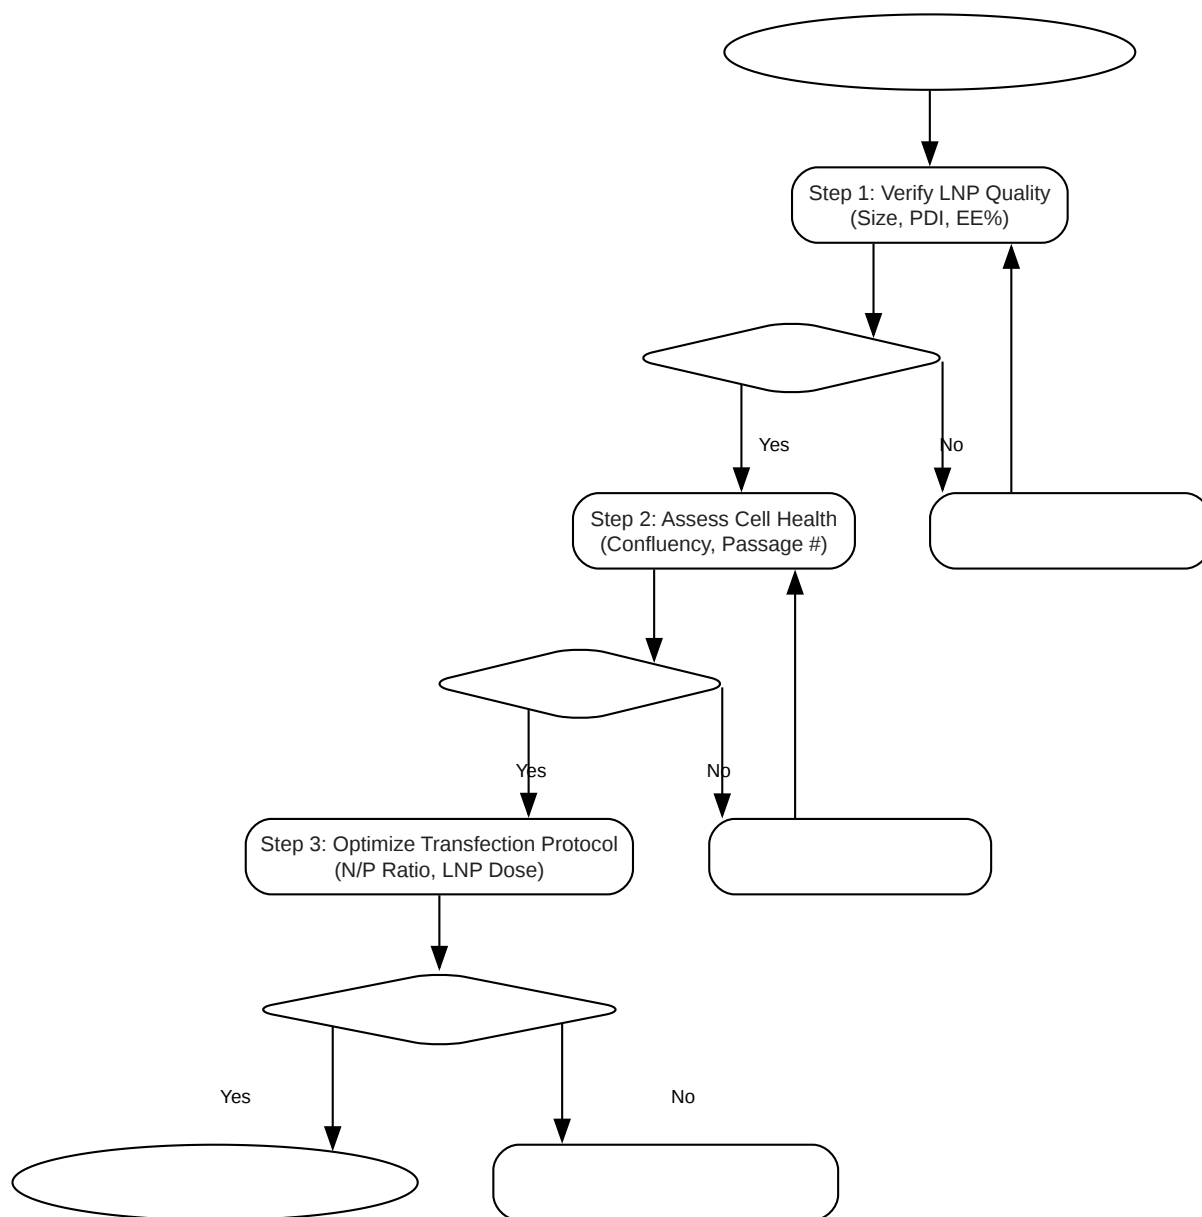 Step 1: Verify LNP Quality
(Size, PDI, EE%)
Yes
No
Step 2: Assess Cell Health
(Confluency, Passage #)
Yes
No
Step 3: Optimize Transfection Protocol
(N/P Ratio, LNP Dose)
Yes
No